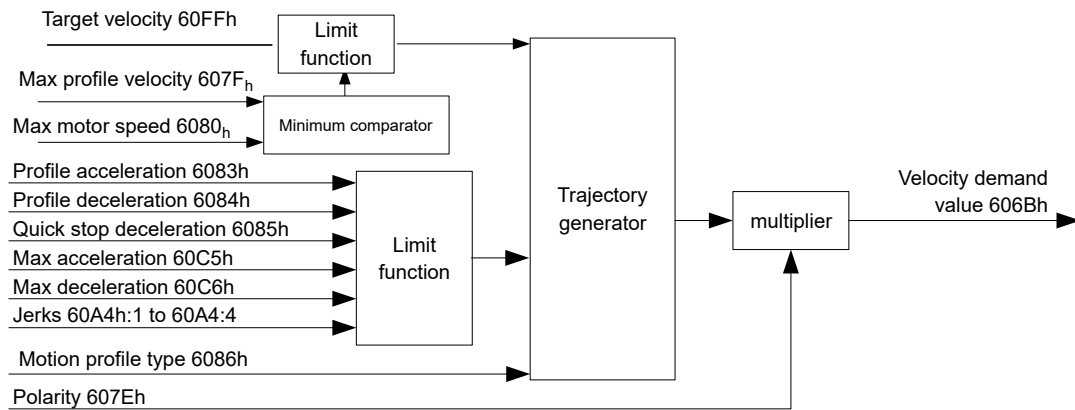 Target velocity 60FFh
Limit
function
Max profile velocity 607Fh
Minimum comparator
Max motor speed 6080h
Profile acceleration 6083h
Profile deceleration 6084h
Quick stop deceleration 6085h
Max acceleration 60C5h
Max deceleration 60C6h
Jerks 60A4h:1 to 60A4:4
Limit
function
Motion profile type 6086h
Polarity 607Eh
Trajectory
generator
multiplier
Velocity demand
value 606Bh